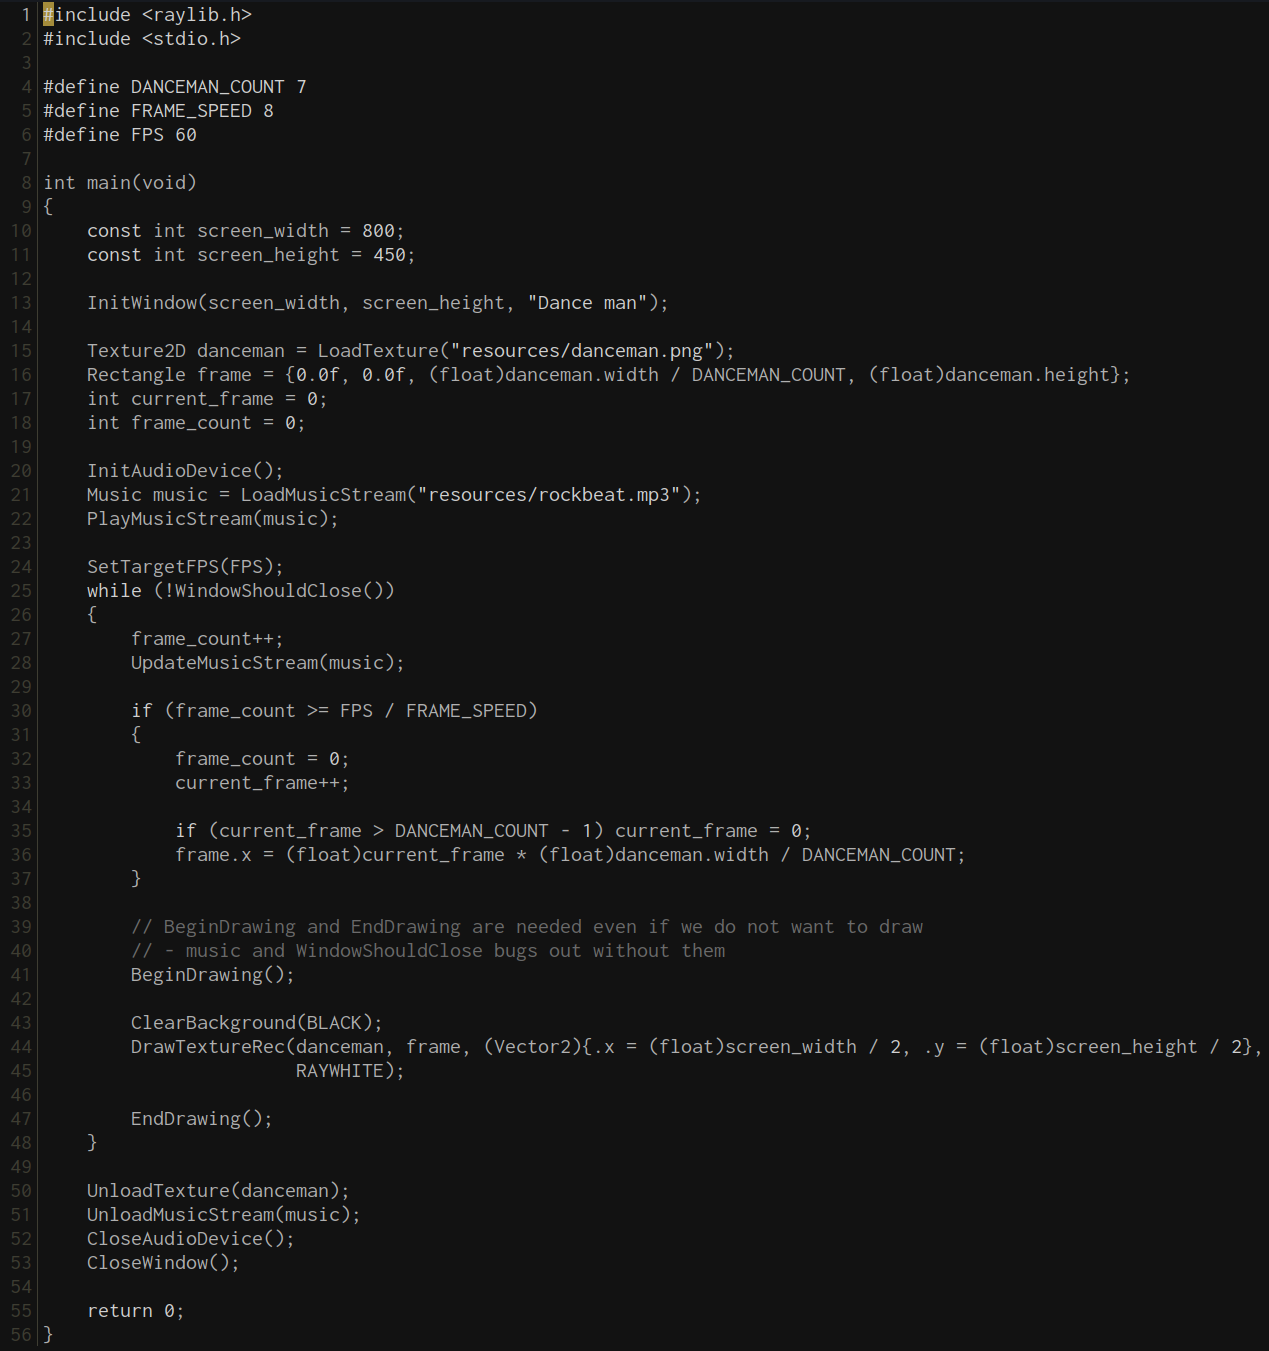 1 #include <raylib.h>
2 #include <stdio.h>
3
4 #define DANCEMAN_COUNT 7
5 #define FRAME_SPEED 8
6 #define FPS 60
7
8 int main(void)
9 {
10     const int screen_width = 800;
11     const int screen_height = 450;
12
13     InitWindow(screen_width, screen_height, "Dance man");
14
15     Texture2D danceman = LoadTexture("resources/danceman.png");
16     Rectangle frame = {0.0f, 0.0f, (float)danceman.width / DANCEMAN_COUNT, (float)danceman.height};
17     int current_frame = 0;
18     int frame_count = 0;
19
20     InitAudioDevice();
21     Music music = LoadMusicStream("resources/rockbeat.mp3");
22     PlayMusicStream(music);
23
24     SetTargetFPS(FPS);
25     while (!WindowShouldClose())
26     {
27         frame_count++;
28         UpdateMusicStream(music);
29
30         if (frame_count >= FPS / FRAME_SPEED)
31         {
32             frame_count = 0;
33             current_frame++;
34
35             if (current_frame > DANCEMAN_COUNT - 1) current_frame = 0;
36             frame.x = (float)current_frame * (float)danceman.width / DANCEMAN_COUNT;
37         }
38
39         // BeginDrawing and EndDrawing are needed even if we do not want to draw
40         // - music and WindowShouldClose bugs out without them
41         BeginDrawing();
42
43         ClearBackground(BLACK);
44         DrawTextureRec(danceman, frame, (Vector2){.x = (float)screen_width / 2, .y = (float)screen_height / 2},
45                        RAYWHITE);
46
47         EndDrawing();
48     }
49
50     UnloadTexture(danceman);
51     UnloadMusicStream(music);
52     CloseAudioDevice();
53     CloseWindow();
54
55     return 0;
56 }